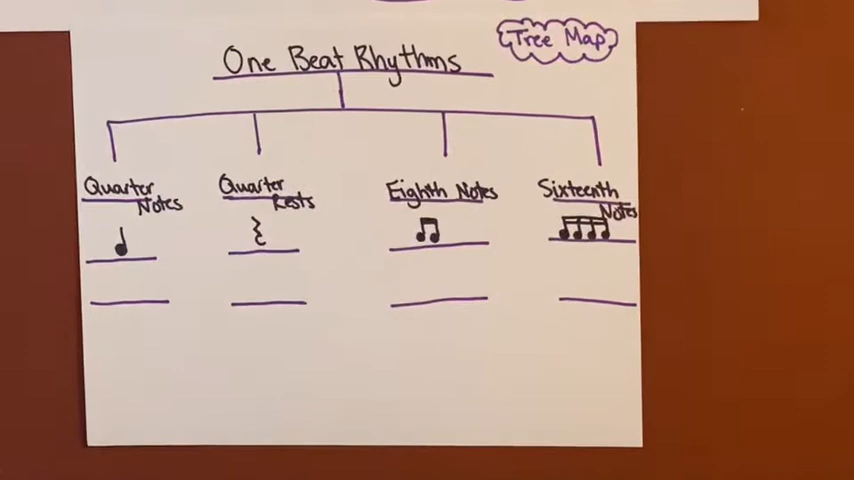 Tree Map
One Beat Rhythms
Quarter
Notes
Quarter
Rests
Eighth Notes
Sixteenth
Notes